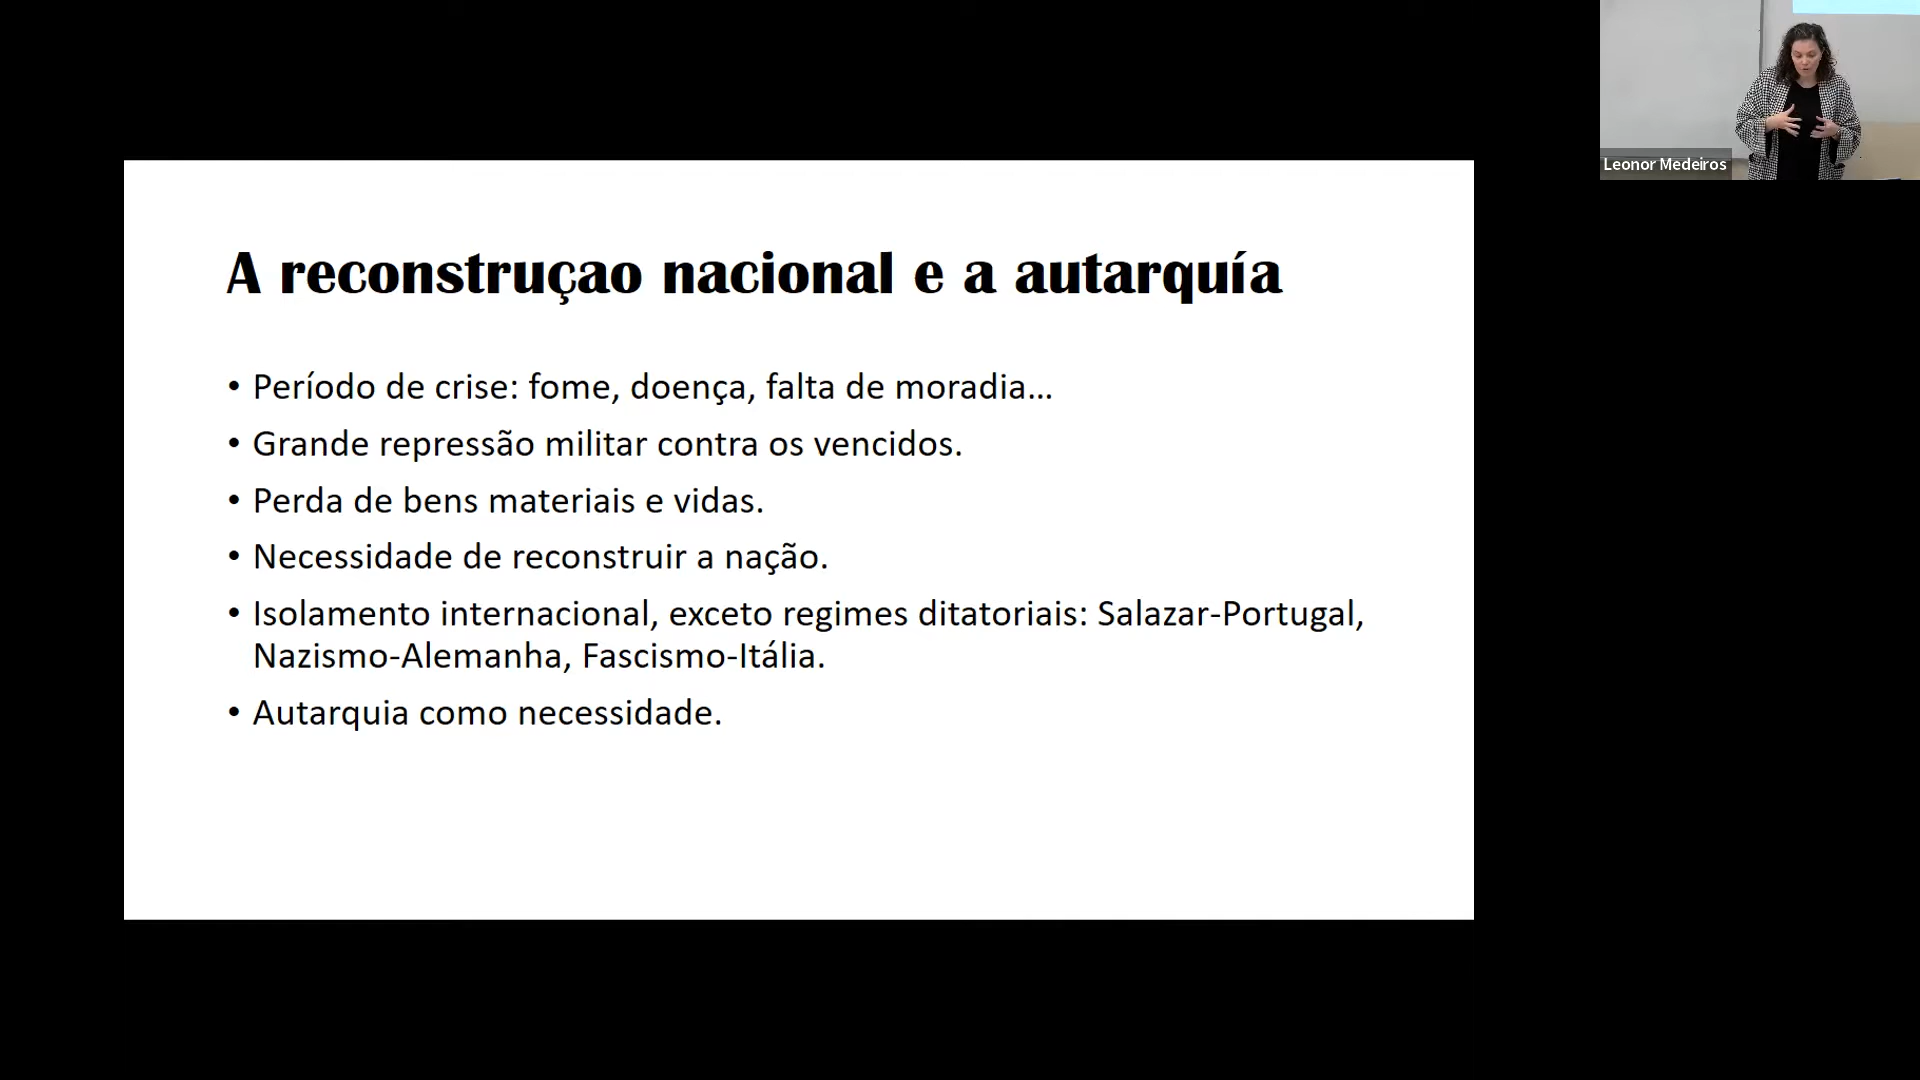 Leonor Medeiros
A reconstruçao nacional e a autarquía
• Período de crise: fome, doença, falta de moradia…
• Grande repressão militar contra os vencidos.
• Perda de bens materiais e vidas.
• Necessidade de reconstruir a nação.
• Isolamento internacional, exceto regimes ditatoriais: Salazar-Portugal,
Nazismo-Alemanha, Fascismo-Itália.
• Autarquia como necessidade.